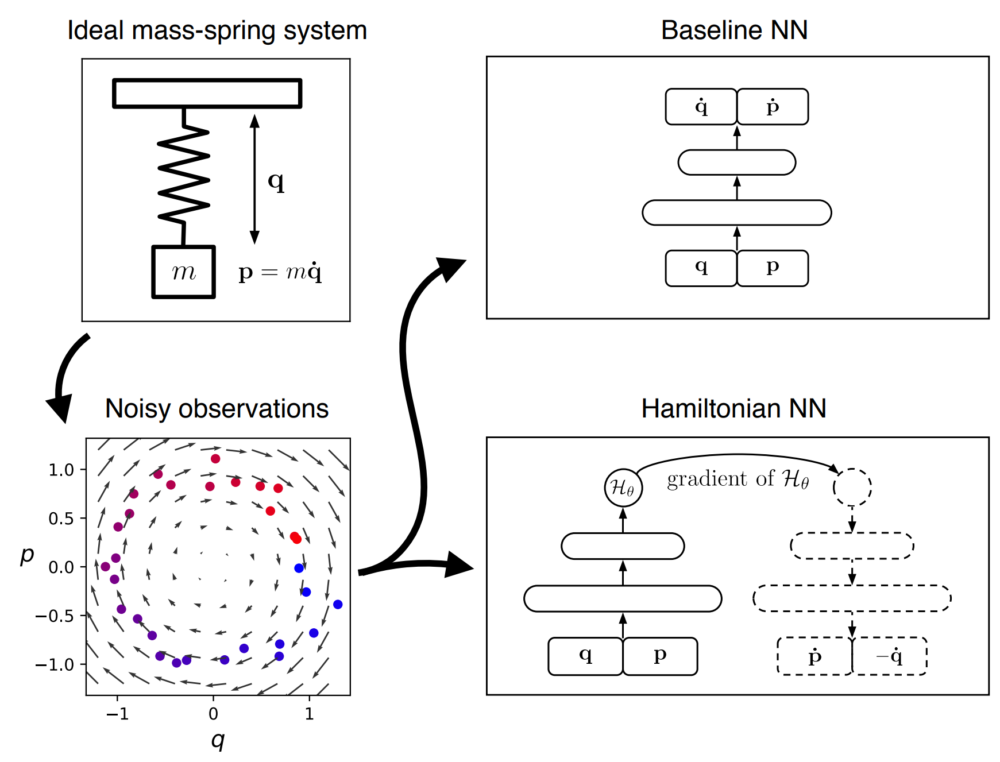 Ideal mass-spring system
q
m
p = mq̇
Baseline NN
q̇ ṗ
q p
Noisy observations
1.0
0.5
0.0
−0.5
−1.0
p
−1 0 1
q
Hamiltonian NN
ℋθ
gradient of ℋθ
q p
ṗ −q̇